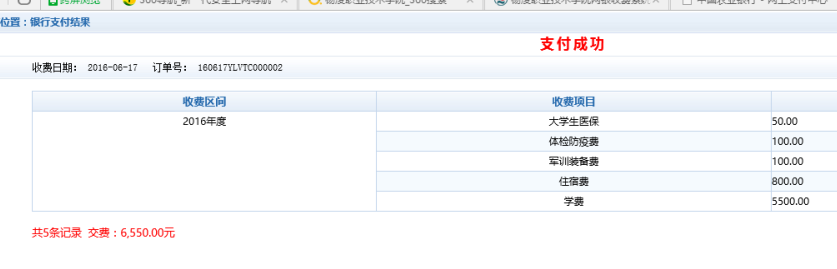 位置：银行支付结果
支付成功
收费日期： 2016-06-17 订单号： 160617YLVTC000002
收费区间 收费项目
2016年度 大学生医保 50.00
体检防疫费 100.00
军训装备费 100.00
住宿费 800.00
学费 5500.00
共5条记录 交费：6,550.00元